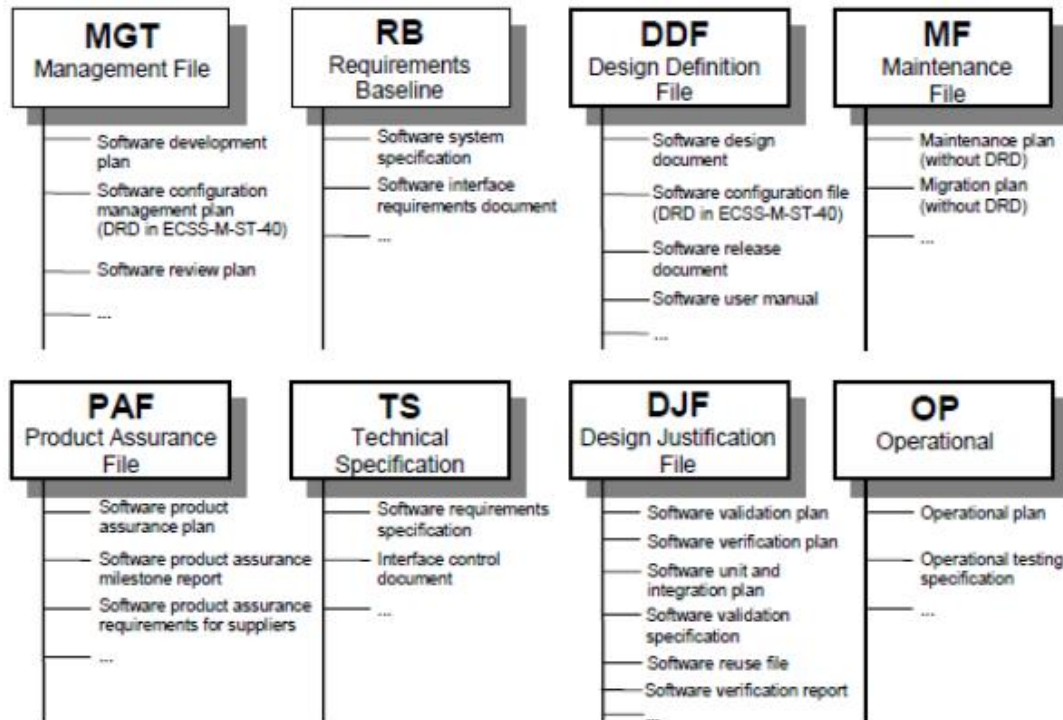 MGT
Management File
Software development
plan
Software configuration
management plan
(DRD in ECSS-M-ST-40)
Software review plan
...
RB
Requirements
Baseline
Software system
specification
Software interface
requirements document
...
DDF
Design Definition
File
Software design
document
Software configuration file
(DRD in ECSS-M-ST-40)
Software release
document
Software user manual
...
MF
Maintenance
File
Maintenance plan
(without DRD)
Migration plan
(without DRD)
...
PAF
Product Assurance
File
Software product
assurance plan
Software product assurance
milestone report
Software product assurance
requirements for suppliers
...
TS
Technical
Specification
Software requirements
specification
Interface control
document
...
DJF
Design Justification
File
Software validation plan
Software verification plan
Software unit and
integration plan
Software validation
specification
Software reuse file
Software verification report
...
OP
Operational
Operational plan
Operational testing
specification
...